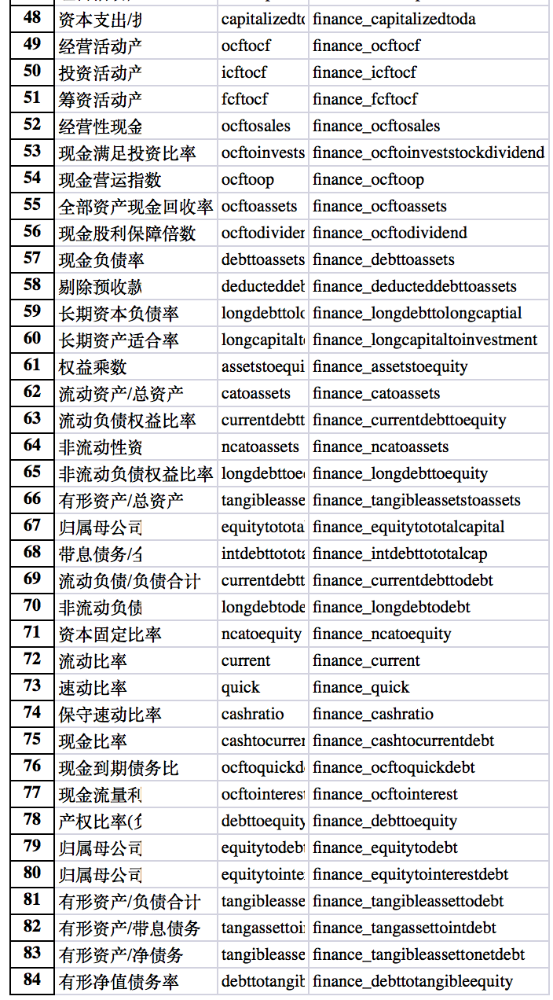 48 资本支出/ capitalizedto finance_capitalizedtoda
49 经营活动产 ocftocf finance_ocftocf
50 投资活动产 icftocf finance_icftocf
51 筹资活动产 fcftocf finance_fcftocf
52 经营性现金 ocftosales finance_ocftosales
53 现金满足投资比率 ocftoinvests finance_ocftoinveststockdividend
54 现金营运指数 ocftoop finance_ocftoop
55 全部资产现金回收率 ocftoassets finance_ocftoassets
56 现金股利保障倍数 ocftodivider finance_ocftodividend
57 现金负债率 debttoassets finance_debttoassets
58 剔除预收款 deducteddeb finance_deducteddebttoassets
59 长期资本负债率 longdebttolo finance_longdebttolongcaptial
60 长期资产适合率 longcapitalt finance_longcapitaltoinvestment
61 权益乘数 assetstoequi finance_assetstoequity
62 流动资产/总资产 catoassets finance_catoassets
63 流动负债权益比率 currentdebtt finance_currentdebttoequity
64 非流动性资 ncatoassets finance_ncatoassets
65 非流动负债权益比率 longdebttoe finance_longdebttoequity
66 有形资产/总资产 tangibleasse finance_tangibleassetstoassets
67 归属母公司 equitytota finance_equitytototalcapital
68 带息债务/ intdebttotota finance_intdebttototalcap
69 流动负债/负债合计 currentdebtt finance_currentdebttodebt
70 非流动负债 longdebtode finance_longdebtodebt
71 资本固定比率 ncatoequity finance_ncatoequity
72 流动比率 current finance_current
73 速动比率 quick finance_quick
74 保守速动比率 cashratio finance_cashratio
75 现金比率 cashtocurrer finance_cashtocurrentdebt
76 现金到期债务比 ocftoquickd finance_ocftoquickdebt
77 现金流量利 ocftointerest finance_ocftointerest
78 产权比率( debttoequity finance_debttoequity
79 归属母公司 equitytodebt finance_equitytodebt
80 归属母公司 equitytointe finance_equitytointerestdebt
81 有形资产/负债合计 tangibleasse finance_tangibleassettodebt
82 有形资产/带息债务 tangassettoi finance_tangassettointdebt
83 有形资产/净债务 tangibleasse finance_tangibleassettonetdebt
84 有形净值债务率 debttotangib finance_debttotangibleequity